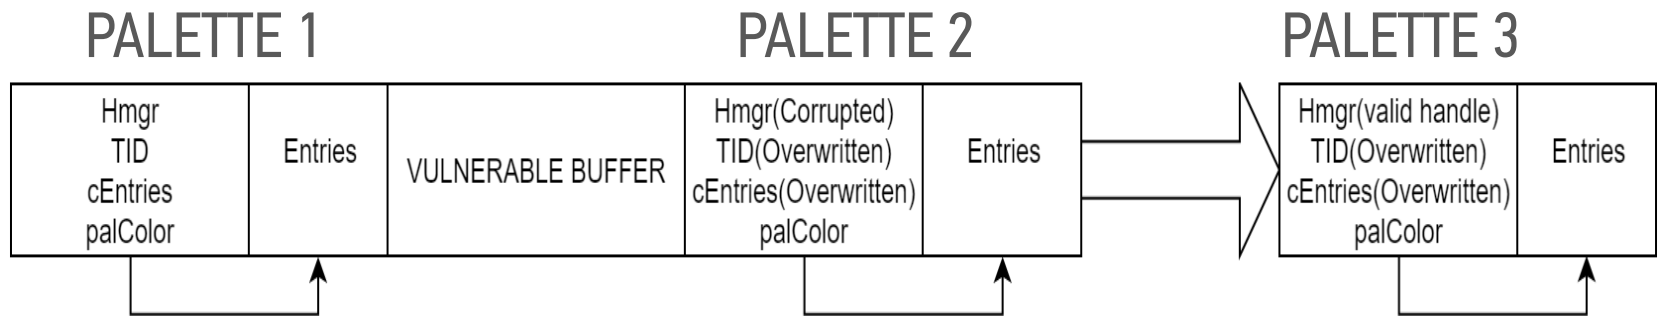 PALETTE 1
PALETTE 2
PALETTE 3
Hmgr
TID
cEntries
palColor
Entries
VULNERABLE BUFFER
Hmgr(Corrupted)
TID(Overwritten)
cEntries(Overwritten)
palColor
Entries
Hmgr(valid handle)
TID(Overwritten)
cEntries(Overwritten)
palColor
Entries